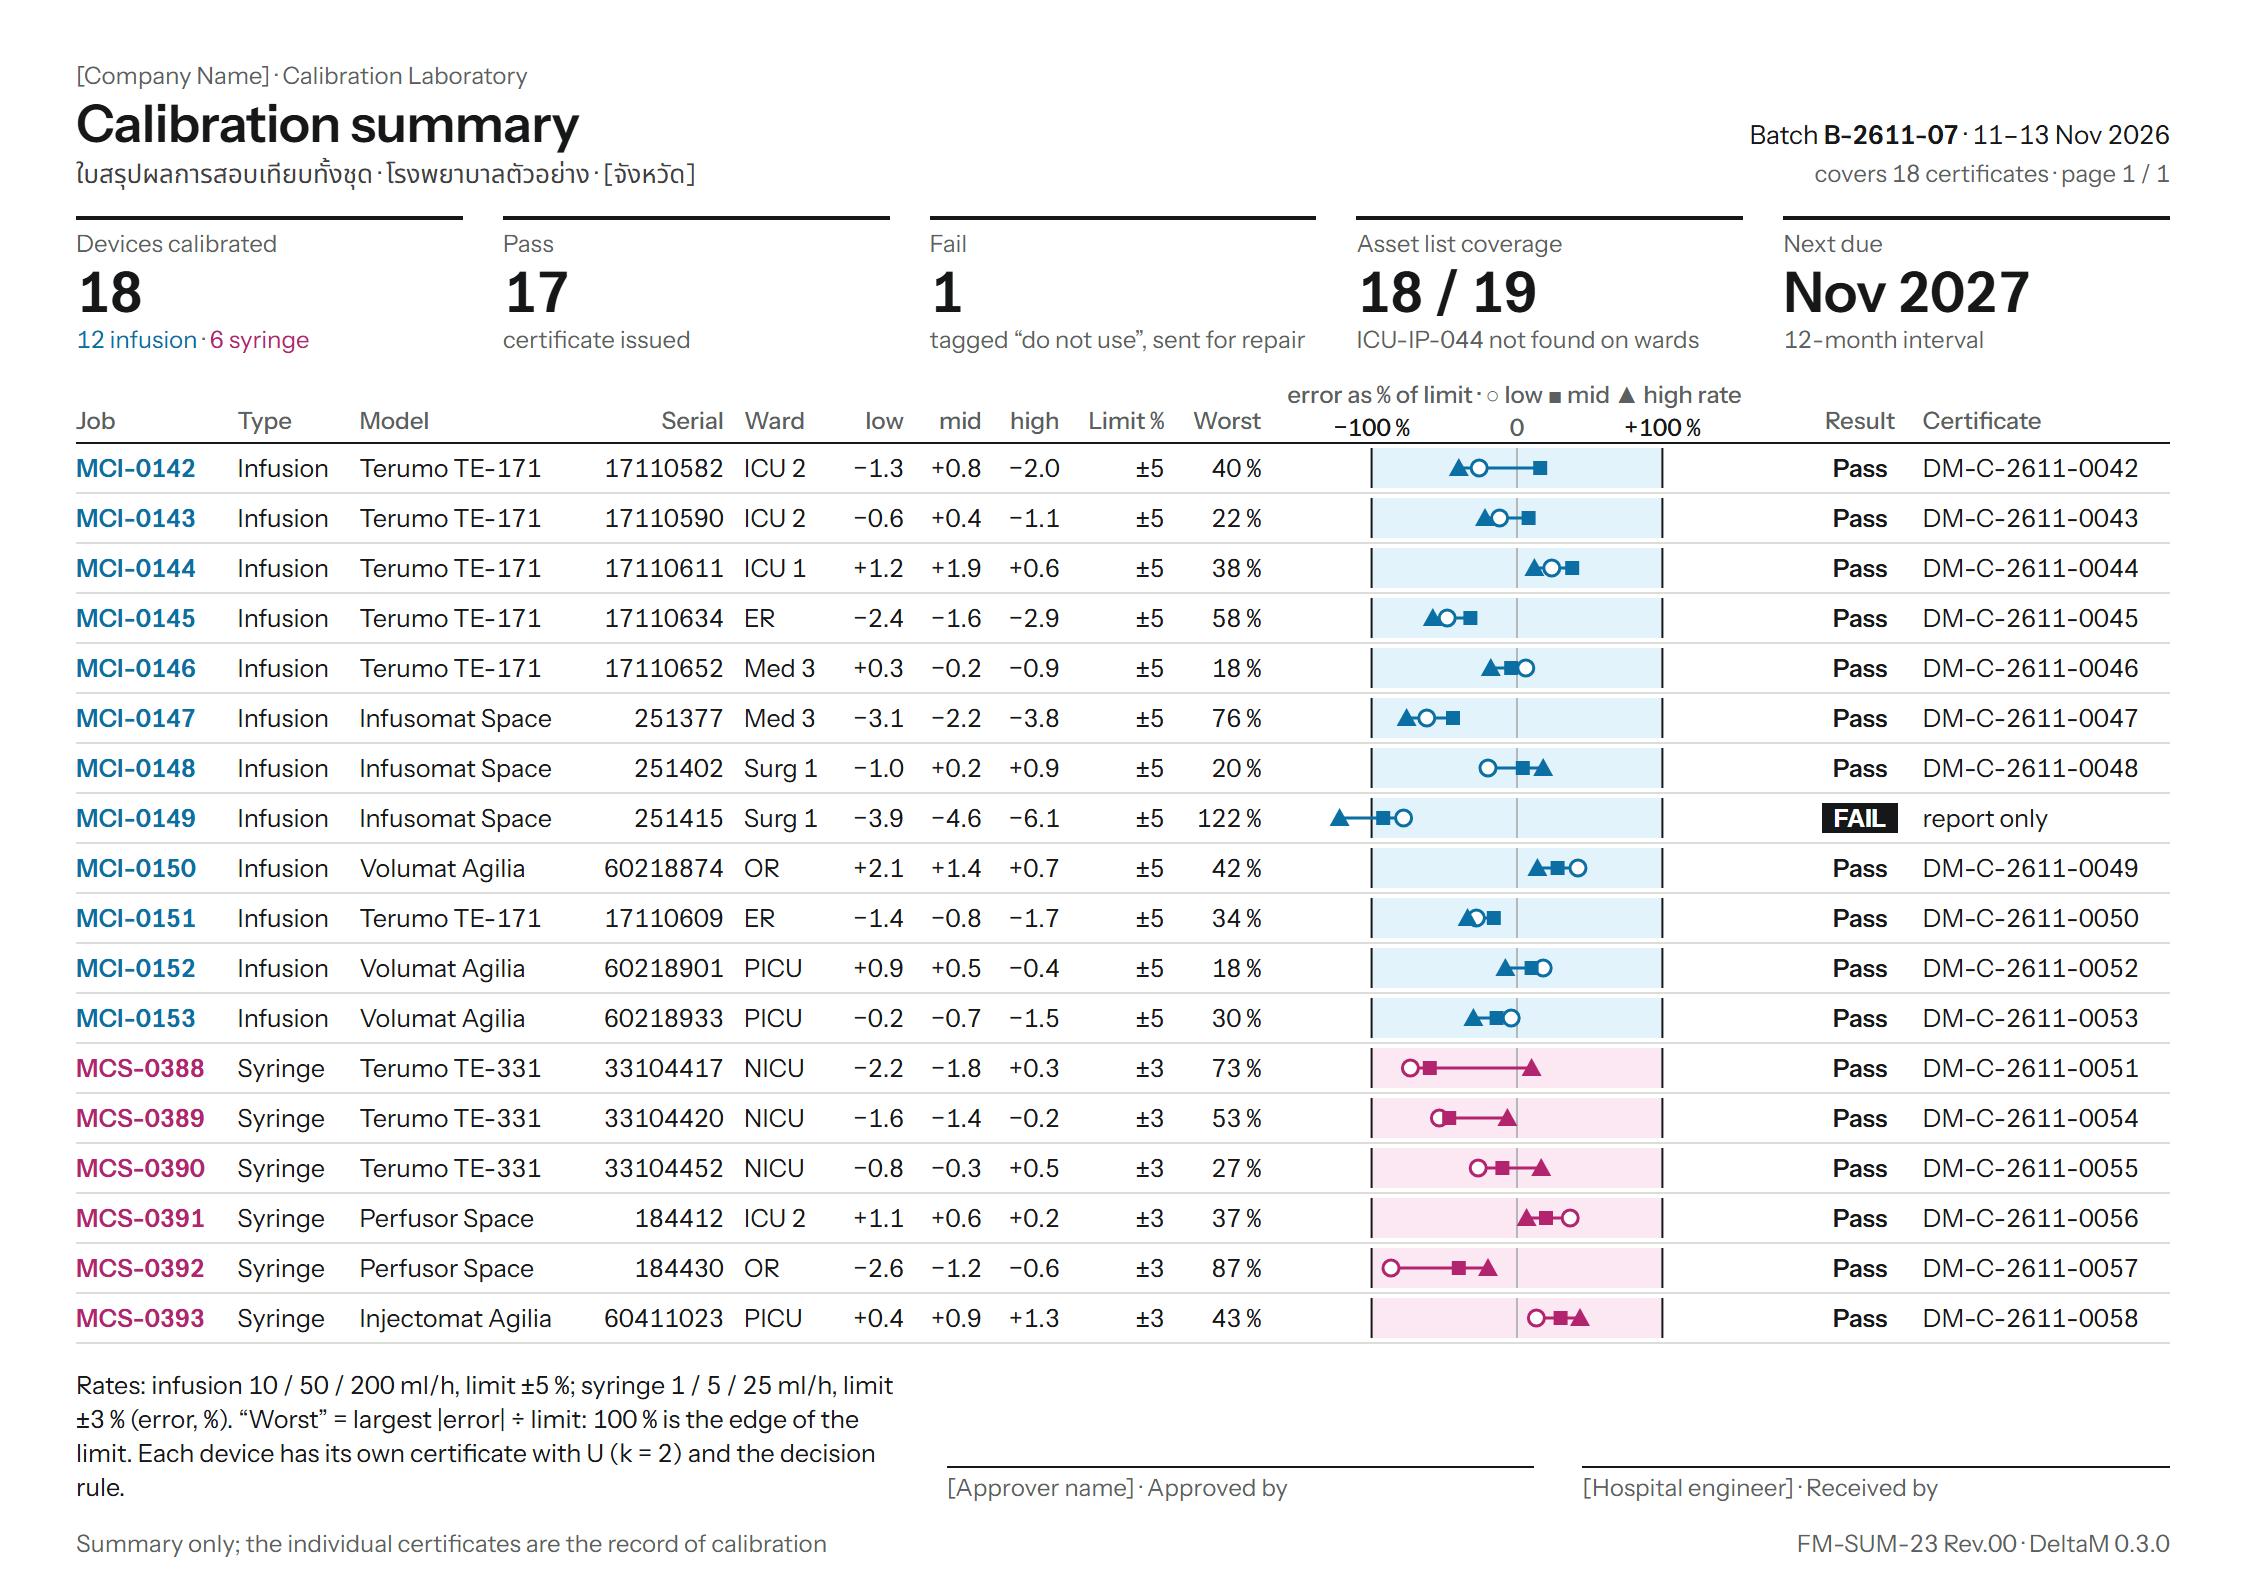 [Company Name] · Calibration Laboratory
Calibration summary
ใบสรุปผลการสอบเทียบทั้งชุด · โรงพยาบาลตัวอย่าง · [จังหวัด]
Batch B-2611-07 · 11–13 Nov 2026
covers 18 certificates · page 1 / 1
Devices calibrated
18
12 infusion · 6 syringe
Pass
17
certificate issued
Fail
1
tagged “do not use”, sent for repair
Asset list coverage
18 / 19
ICU-IP-044 not found on wards
Next due
Nov 2027
12-month interval
error as % of limit · ○ low ■ mid ▲ high rate
Job Type Model Serial Ward low mid high Limit % Worst −100 % 0 +100 % Result Certificate
MCI-0142 Infusion Terumo TE-171 17110582 ICU 2 −1.3 +0.8 −2.0 ±5 40 % Pass DM-C-2611-0042
MCI-0143 Infusion Terumo TE-171 17110590 ICU 2 −0.6 +0.4 −1.1 ±5 22 % Pass DM-C-2611-0043
MCI-0144 Infusion Terumo TE-171 17110611 ICU 1 +1.2 +1.9 +0.6 ±5 38 % Pass DM-C-2611-0044
MCI-0145 Infusion Terumo TE-171 17110634 ER −2.4 −1.6 −2.9 ±5 58 % Pass DM-C-2611-0045
MCI-0146 Infusion Terumo TE-171 17110652 Med 3 +0.3 −0.2 −0.9 ±5 18 % Pass DM-C-2611-0046
MCI-0147 Infusion Infusomat Space 251377 Med 3 −3.1 −2.2 −3.8 ±5 76 % Pass DM-C-2611-0047
MCI-0148 Infusion Infusomat Space 251402 Surg 1 −1.0 +0.2 +0.9 ±5 20 % Pass DM-C-2611-0048
MCI-0149 Infusion Infusomat Space 251415 Surg 1 −3.9 −4.6 −6.1 ±5 122 % FAIL report only
MCI-0150 Infusion Volumat Agilia 60218874 OR +2.1 +1.4 +0.7 ±5 42 % Pass DM-C-2611-0049
MCI-0151 Infusion Terumo TE-171 17110609 ER −1.4 −0.8 −1.7 ±5 34 % Pass DM-C-2611-0050
MCI-0152 Infusion Volumat Agilia 60218901 PICU +0.9 +0.5 −0.4 ±5 18 % Pass DM-C-2611-0052
MCI-0153 Infusion Volumat Agilia 60218933 PICU −0.2 −0.7 −1.5 ±5 30 % Pass DM-C-2611-0053
MCS-0388 Syringe Terumo TE-331 33104417 NICU −2.2 −1.8 +0.3 ±3 73 % Pass DM-C-2611-0051
MCS-0389 Syringe Terumo TE-331 33104420 NICU −1.6 −1.4 −0.2 ±3 53 % Pass DM-C-2611-0054
MCS-0390 Syringe Terumo TE-331 33104452 NICU −0.8 −0.3 +0.5 ±3 27 % Pass DM-C-2611-0055
MCS-0391 Syringe Perfusor Space 184412 ICU 2 +1.1 +0.6 +0.2 ±3 37 % Pass DM-C-2611-0056
MCS-0392 Syringe Perfusor Space 184430 OR −2.6 −1.2 −0.6 ±3 87 % Pass DM-C-2611-0057
MCS-0393 Syringe Injectomat Agilia 60411023 PICU +0.4 +0.9 +1.3 ±3 43 % Pass DM-C-2611-0058
Rates: infusion 10 / 50 / 200 ml/h, limit ±5 %; syringe 1 / 5 / 25 ml/h, limit
±3 % (error, %). “Worst” = largest |error| ÷ limit: 100 % is the edge of the
limit. Each device has its own certificate with U (k = 2) and the decision
rule.
[Approver name] · Approved by
[Hospital engineer] · Received by
Summary only; the individual certificates are the record of calibration
FM-SUM-23 Rev.00 · DeltaM 0.3.0